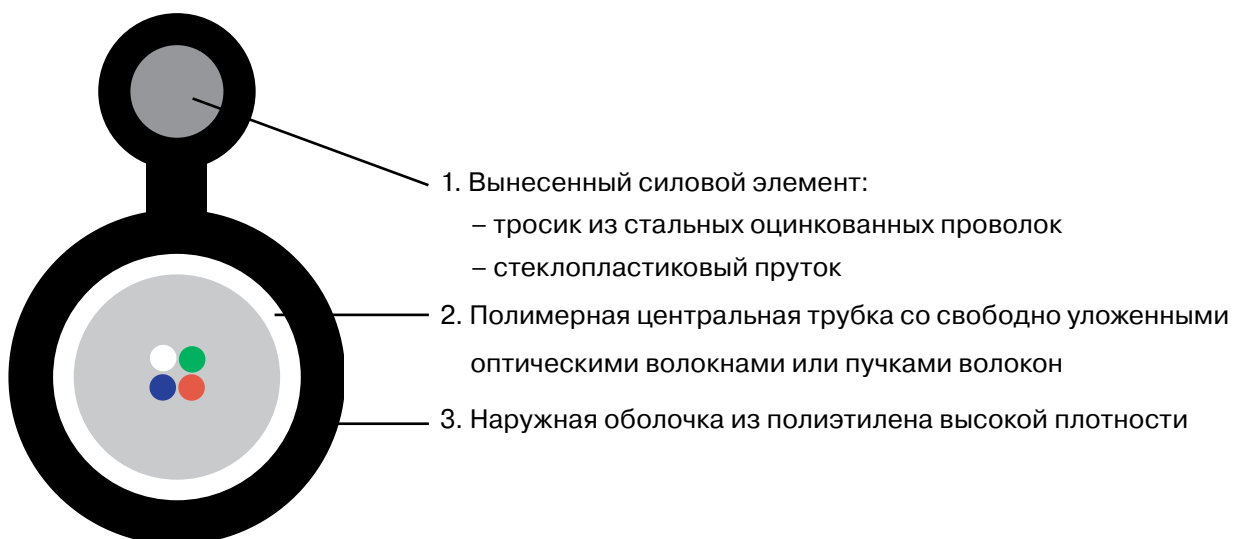 1. Вынесенный силовой элемент:
– тросик из стальных оцинкованных проволок
– стеклопластиковый пруток
2. Полимерная центральная трубка со свободно уложенными
оптическими волокнами или пучками волокон
3. Наружная оболочка из полиэтилена высокой плотности